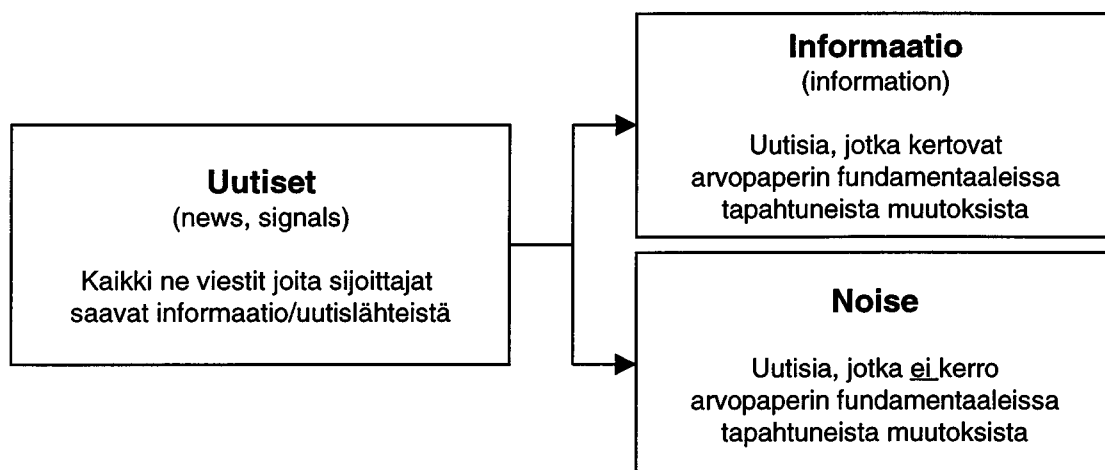 Uutiset
(news, signals)
Kaikki ne viestit joita sijoittajat
saavat informaatio/uutislähteistä
Informaatio
(information)
Uutisia, jotka kertovat
arvopaperin fundamentaaleissa
tapahtuneista muutoksista
Noise
Uutisia, jotka ei kerro
arvopaperin fundamentaaleissa
tapahtuneista muutoksista